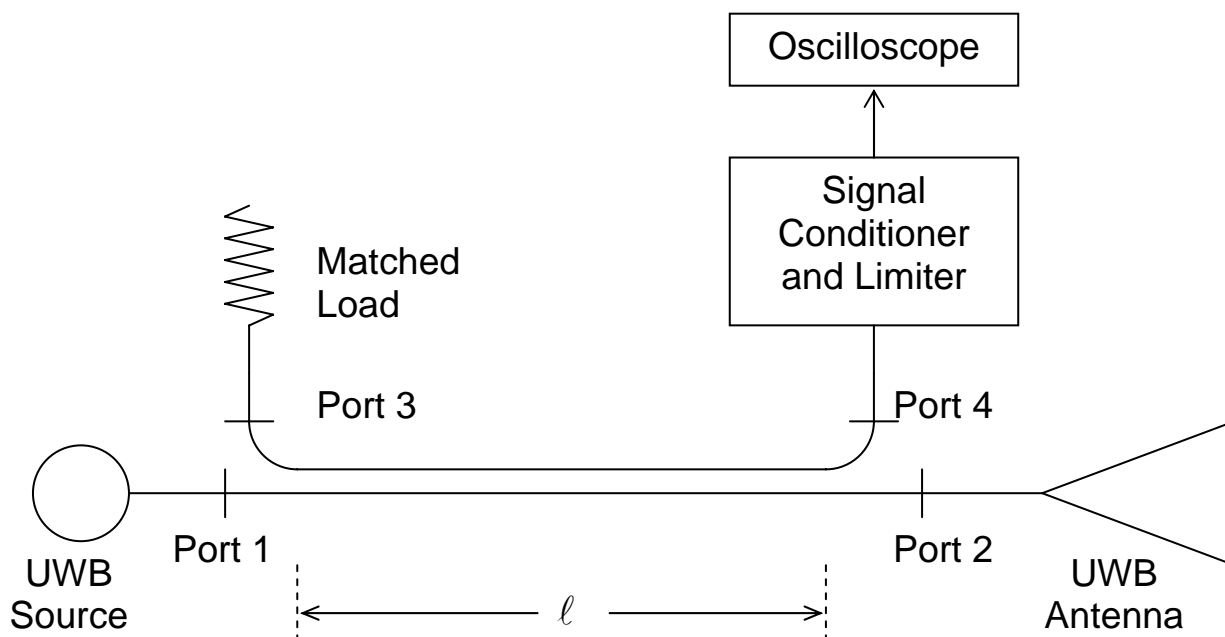 Oscilloscope
Signal
Conditioner
and Limiter
Matched
Load
Port 3
Port 4
Port 1
Port 2
UWB
Source
ℓ
UWB
Antenna